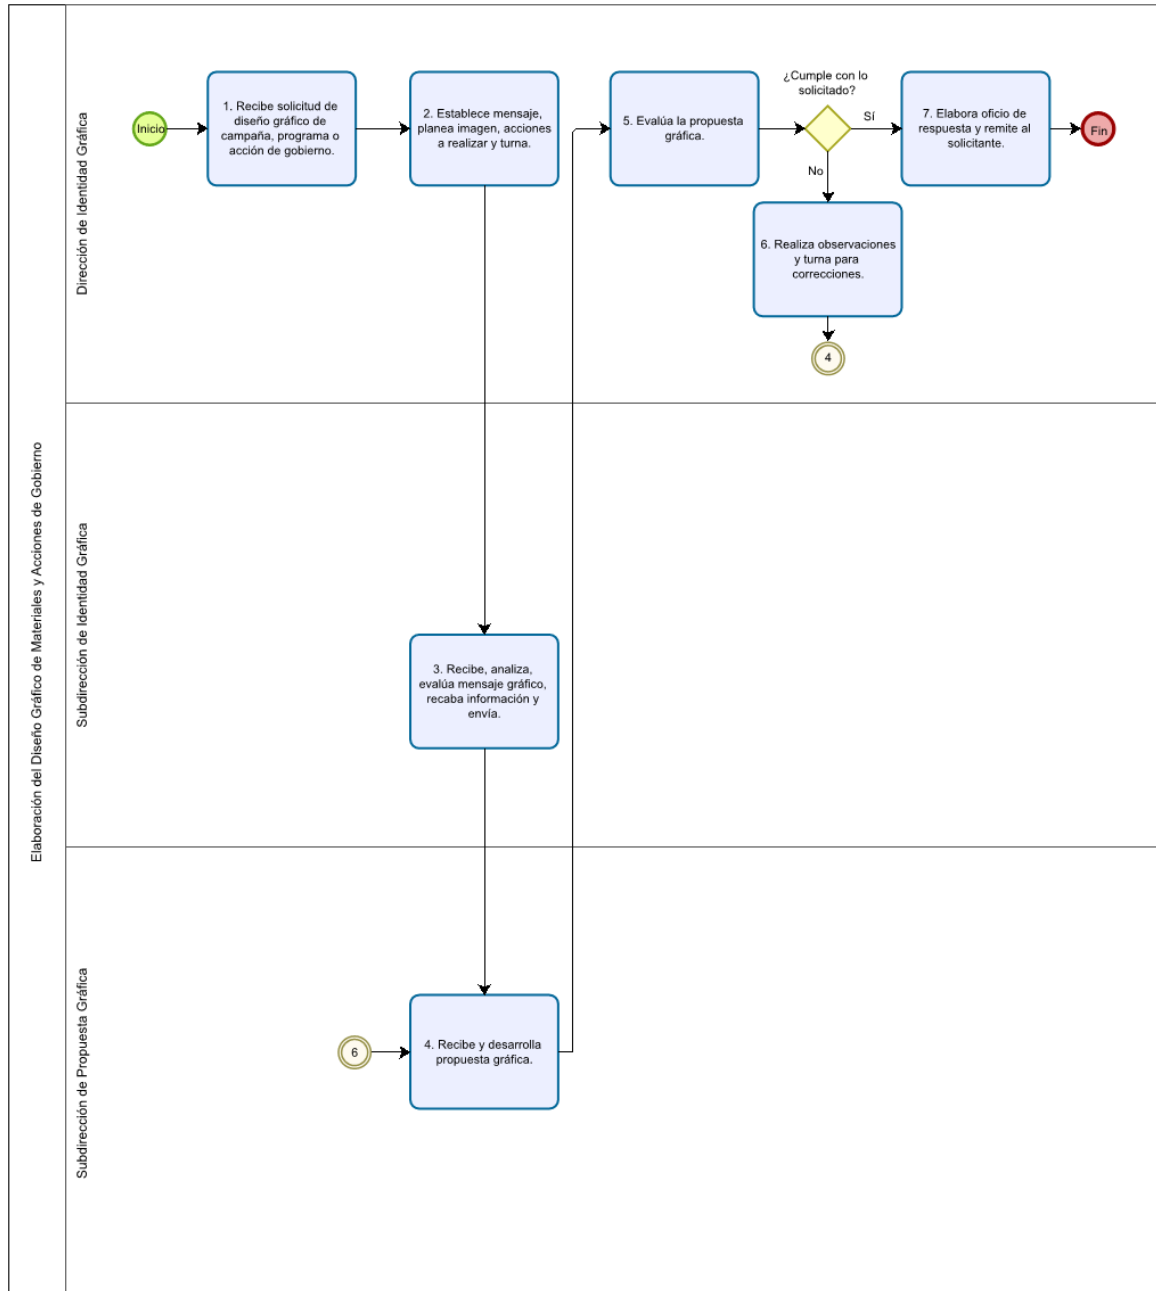 Elaboración del Diseño Gráfico de Materiales y Acciones de Gobierno
Dirección de Identidad Gráfica
Inicio
1. Recibe solicitud de
diseño gráfico de
campaña, programa o
acción de gobierno.
2. Establece mensaje,
planea imagen, acciones
a realizar y turna.
5. Evalúa la propuesta
gráfica.
¿Cumple con lo
solicitado?
Sí
No
7. Elabora oficio de
respuesta y remite al
solicitante.
Fin
6. Realiza observaciones
y turna para
correcciones.
4
Subdirección de Identidad Gráfica
3. Recibe, analiza,
evalúa mensaje gráfico,
recaba información y
envía.
Subdirección de Propuesta Gráfica
6
4. Recibe y desarrolla
propuesta gráfica.